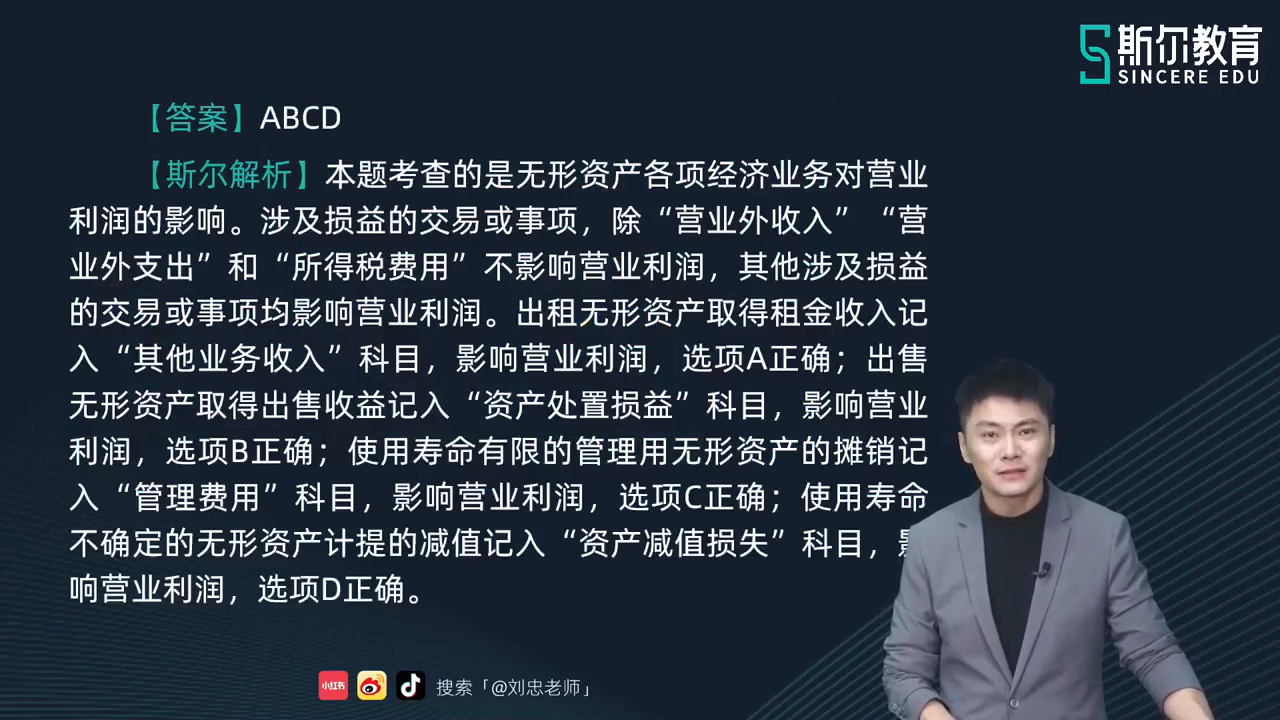 斯尔教育
SINCERE EDU
【答案】ABCD
【斯尔解析】本题考查的是无形资产各项经济业务对营业
利润的影响。涉及损益的交易或事项，除“营业外收入”“营
业外支出”和“所得税费用”不影响营业利润，其他涉及损益
的交易或事项均影响营业利润。出租无形资产取得租金收入记
入“其他业务收入”科目，影响营业利润，选项A正确；出售
无形资产取得出售收益记入“资产处置损益”科目，影响营业
利润，选项B正确；使用寿命有限的管理用无形资产的摊销记
入“管理费用”科目，影响营业利润，选项C正确；使用寿命
不确定的无形资产计提的减值记入“资产减值损失”科目，影
响营业利润，选项D正确。
小红书
搜索「@刘忠老师」